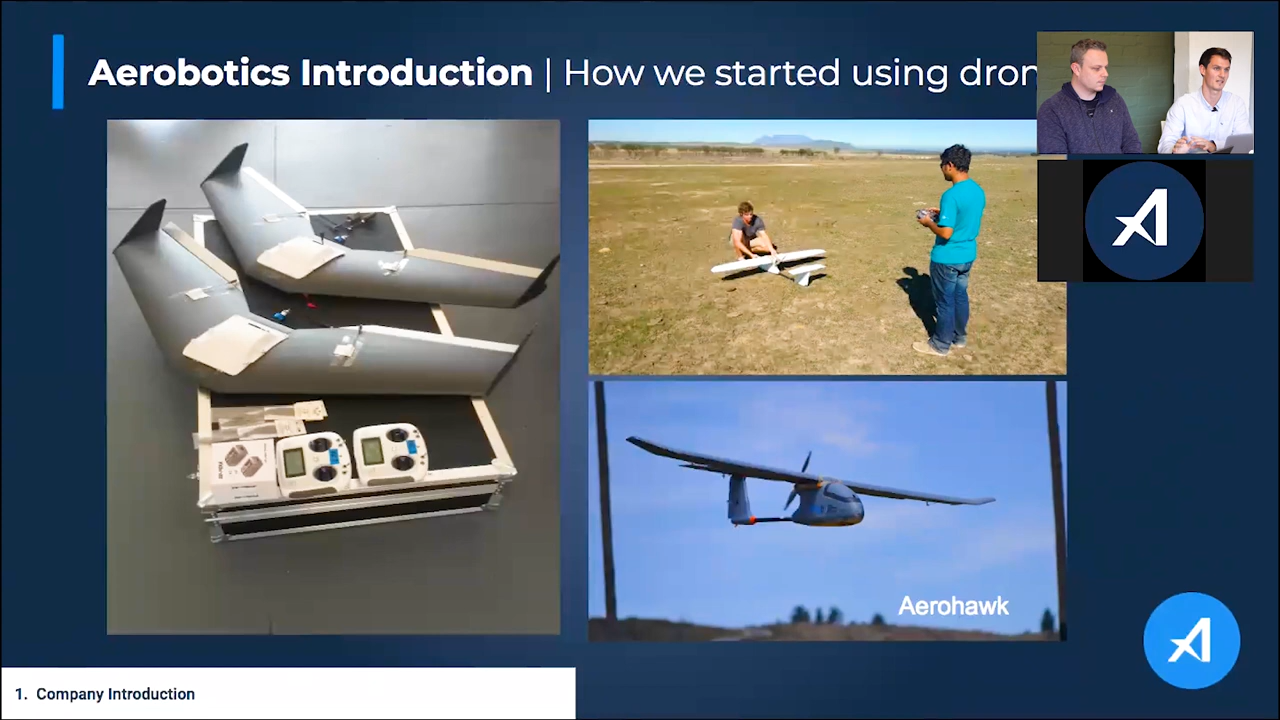 Aerobotics Introduction | How we started using dron
Aerohawk
1. Company Introduction